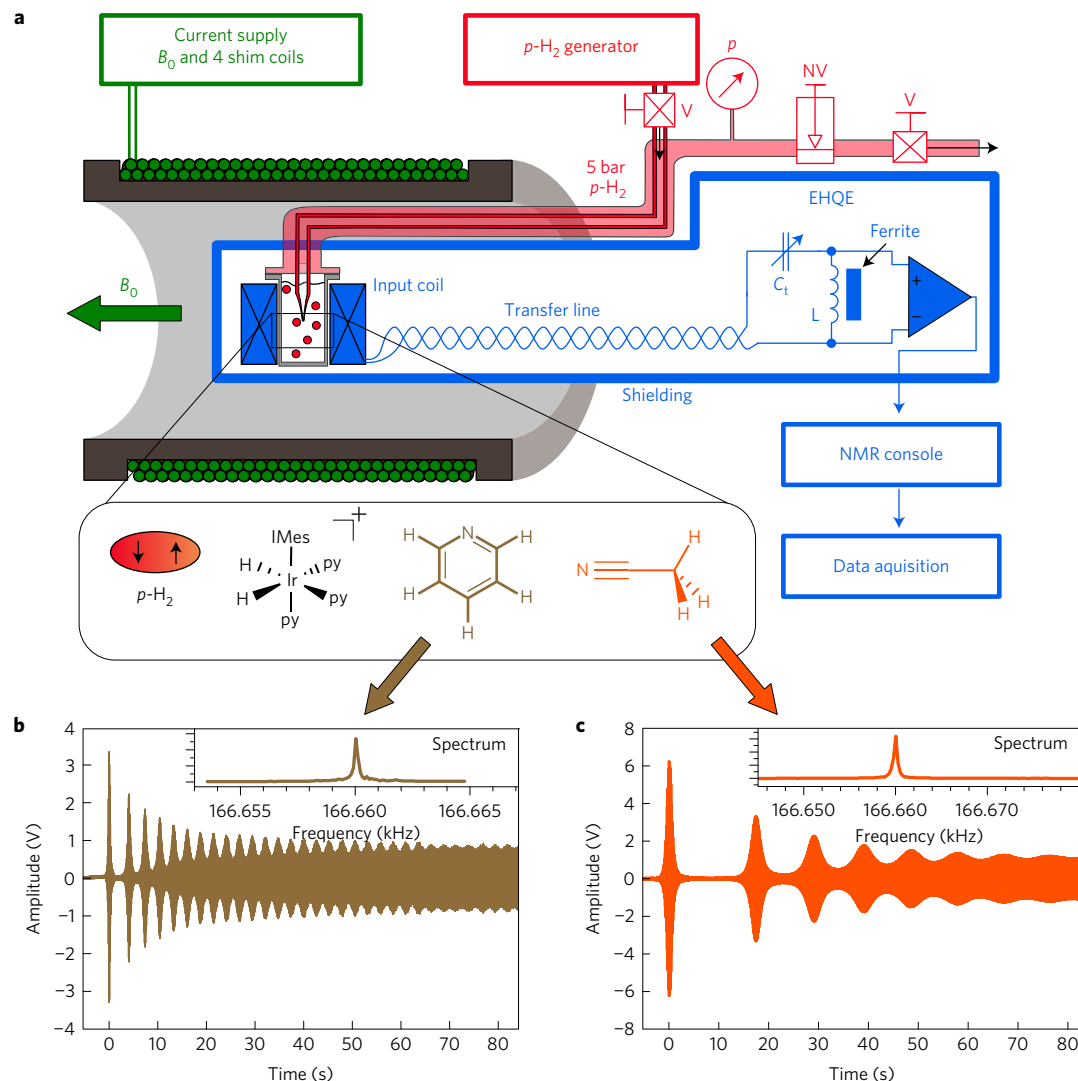 a
Current supply
B0 and 4 shim coils
p-H2 generator
p
NV
V
V
5 bar
p-H2
EHQE
Ferrite
Ct
L
+
−
B0
Input coil
Transfer line
Shielding
NMR console
Data aquisition
p-H2
IMes
+
H
Ir
py
H
py
py
H
N
H
H
H
H
N
H
H
H
b
4
3
2
1
0
−1
−2
−3
−4
Amplitude (V)
Spectrum
166.655
166.660
166.665
Frequency (kHz)
0 10 20 30 40 50 60 70 80
Time (s)
c
8
6
4
2
0
−2
−4
−6
−8
Amplitude (V)
Spectrum
166.650
166.660
166.670
Frequency (kHz)
0 10 20 30 40 50 60 70 80
Time (s)